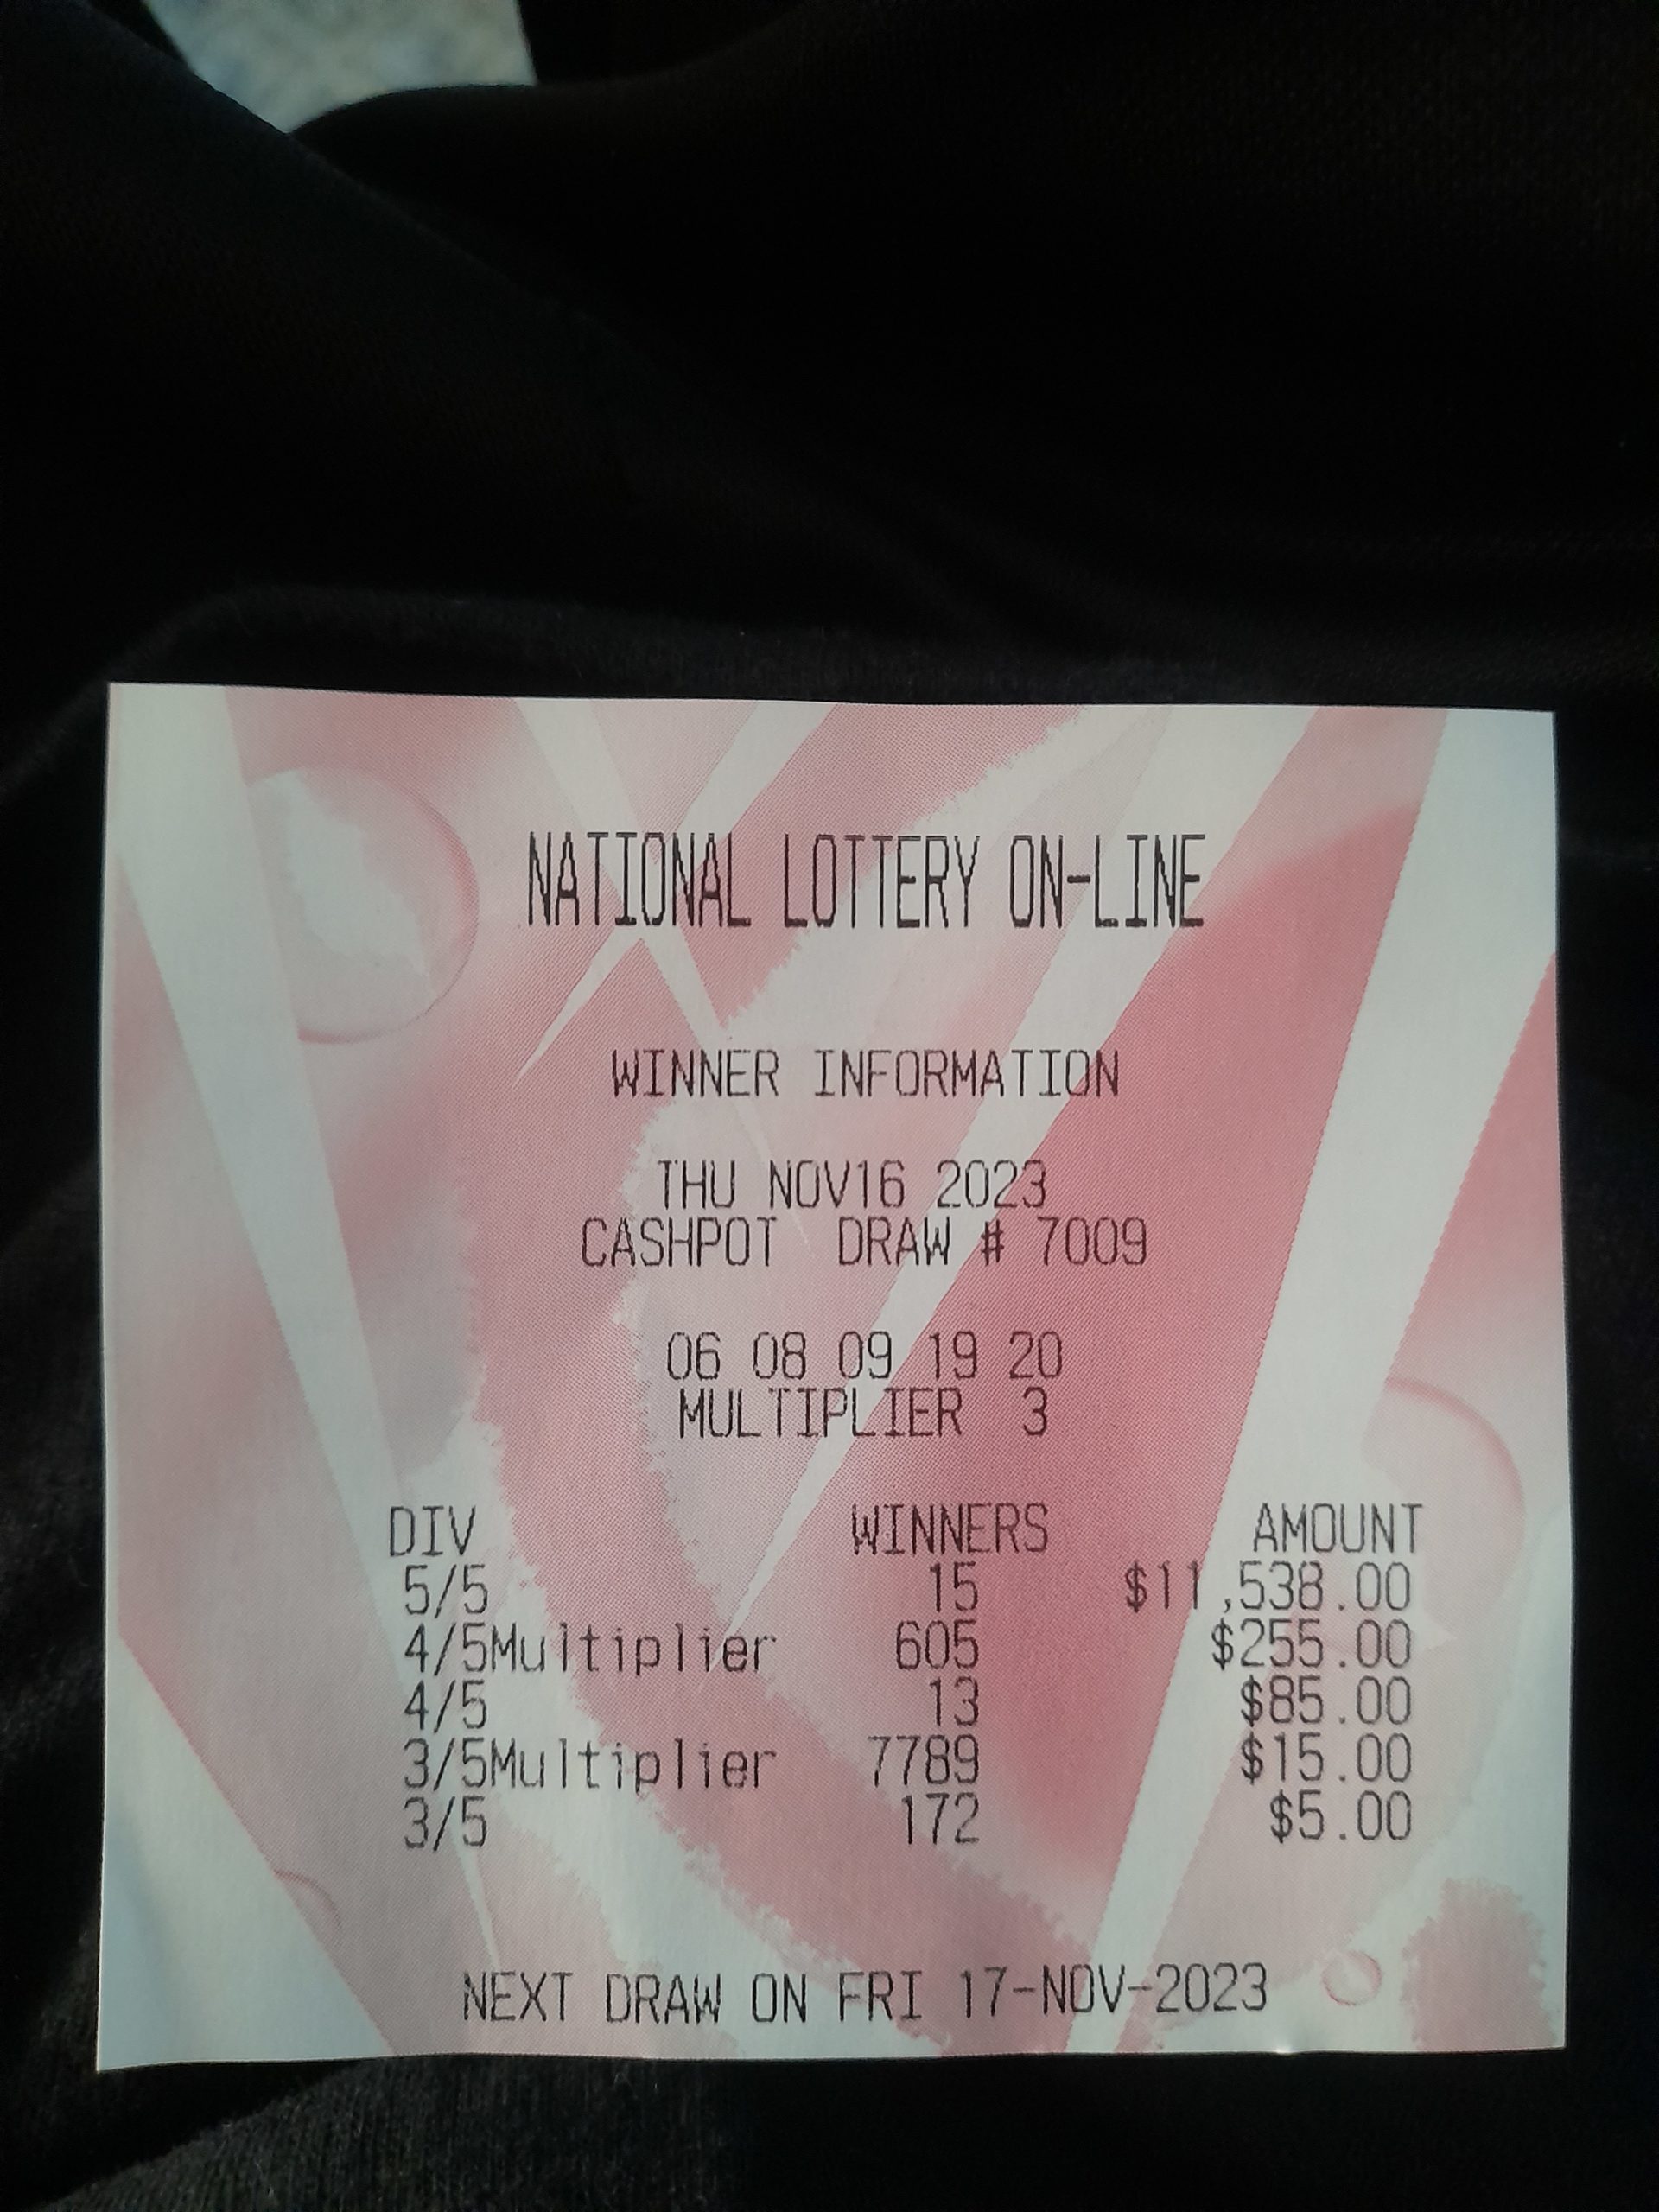 NATIONAL LOTTERY ON-LINE
WINNER INFORMATION
THU NOV16 2023
CASHPOT DRAW # 7009
06 08 09 19 20
MULTIPLIER 3
DIV WINNERS AMOUNT
5/5 15 $11,538.00
4/5Multiplier 605 $255.00
4/5 13 $85.00
3/5Multiplier 7789 $15.00
3/5 172 $5.00
NEXT DRAW ON FRI 17-NOV-2023